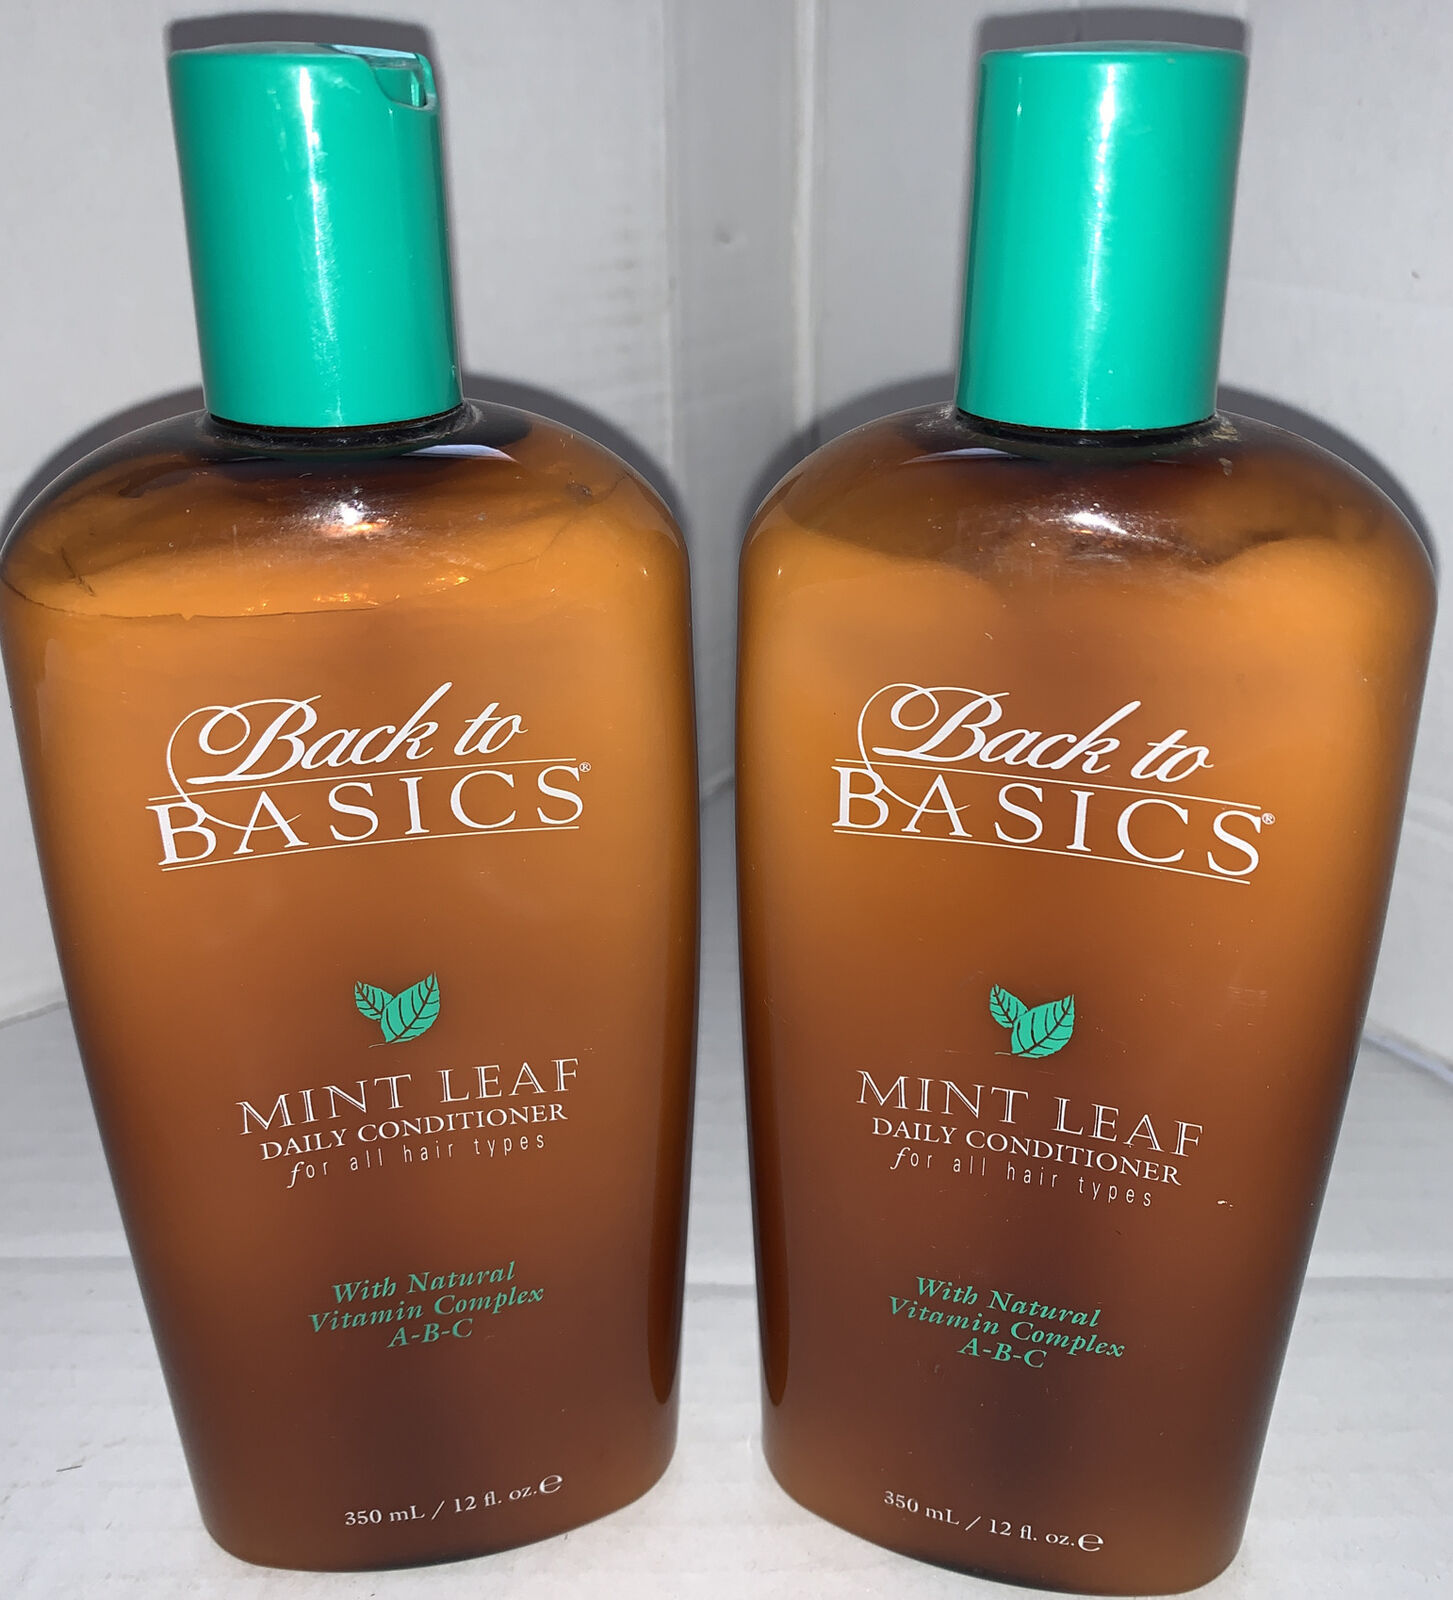 Back to
BASICS®
MINT LEAF
DAILY CONDITIONER
for all hair types
With Natural
Vitamin Complex
A-B-C
350 mL / 12 fl. oz.℮
Back to
BASICS®
MINT LEAF
DAILY CONDITIONER
for all hair types
With Natural
Vitamin Complex
A-B-C
350 mL / 12 fl. oz.℮